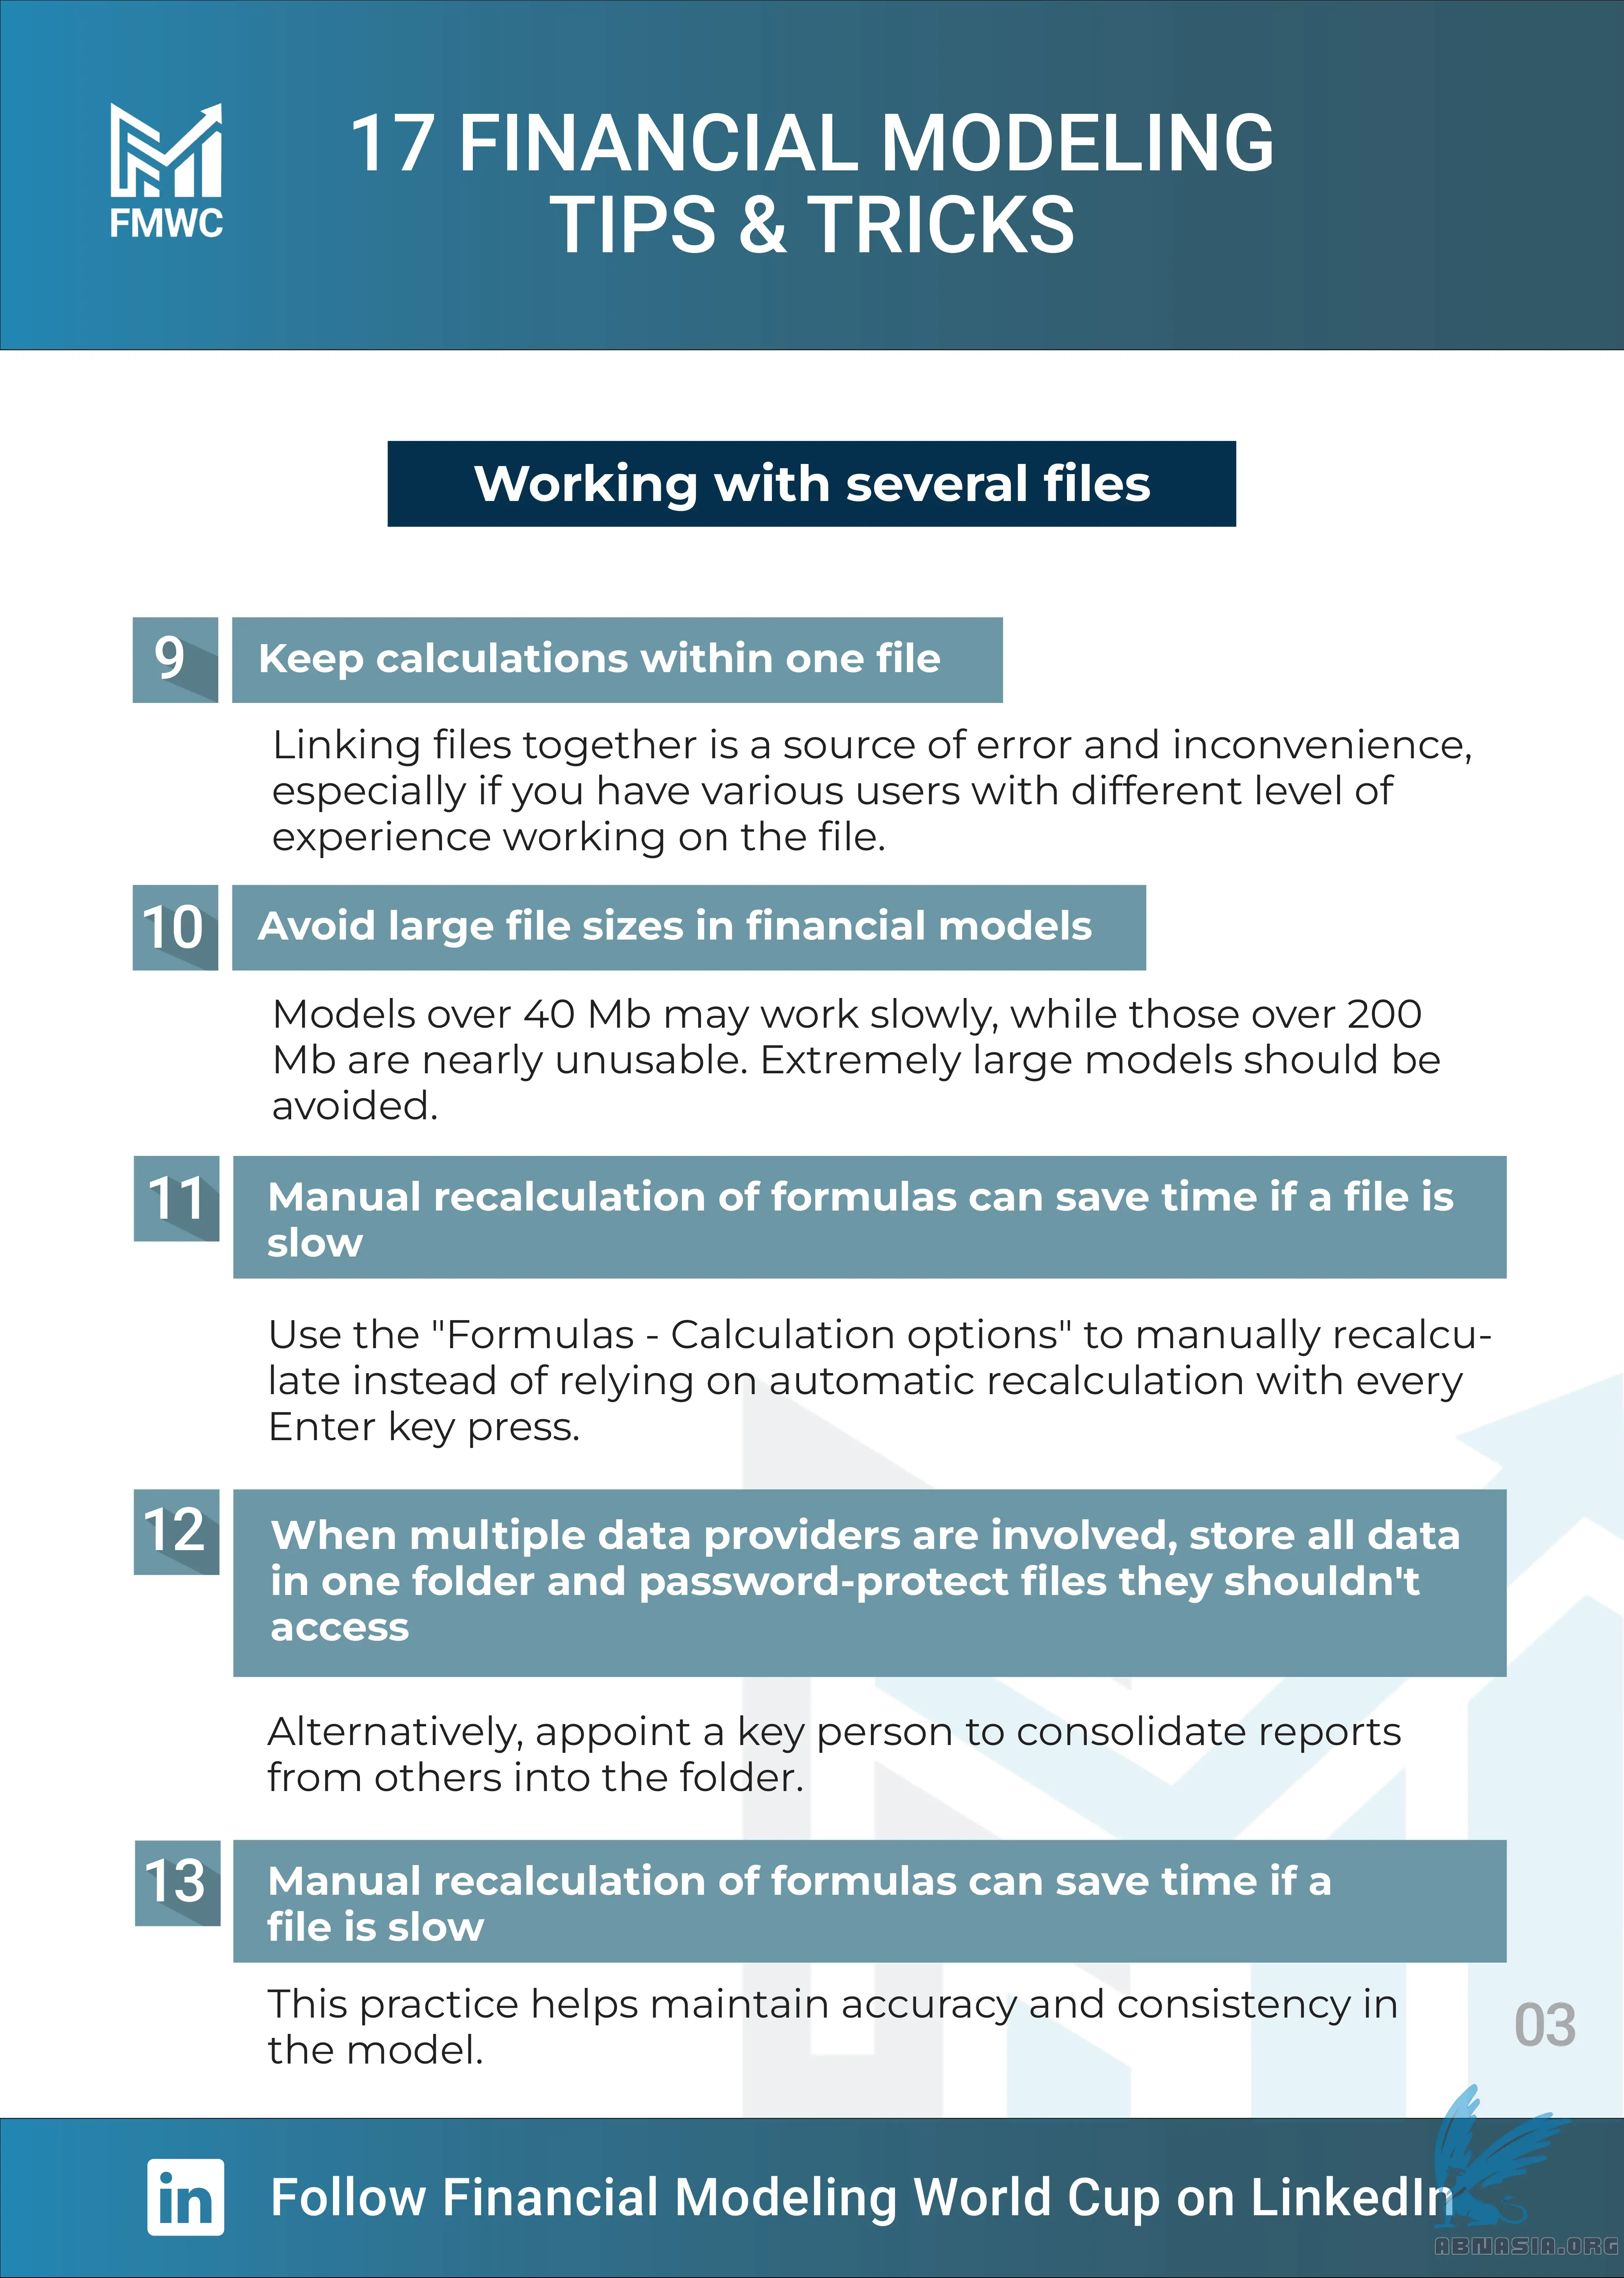 FMWC
17 FINANCIAL MODELING
TIPS & TRICKS
Working with several files
9
Keep calculations within one file
Linking files together is a source of error and inconvenience,
especially if you have various users with different level of
experience working on the file.
10
Avoid large file sizes in financial models
Models over 40 Mb may work slowly, while those over 200
Mb are nearly unusable. Extremely large models should be
avoided.
11
Manual recalculation of formulas can save time if a file is
slow
Use the "Formulas - Calculation options" to manually recalcu-
late instead of relying on automatic recalculation with every
Enter key press.
12
When multiple data providers are involved, store all data
in one folder and password-protect files they shouldn't
access
Alternatively, appoint a key person to consolidate reports
from others into the folder.
13
Manual recalculation of formulas can save time if a
file is slow
This practice helps maintain accuracy and consistency in
the model.
03
in
Follow Financial Modeling World Cup on LinkedIn
ABNASIA.ORG